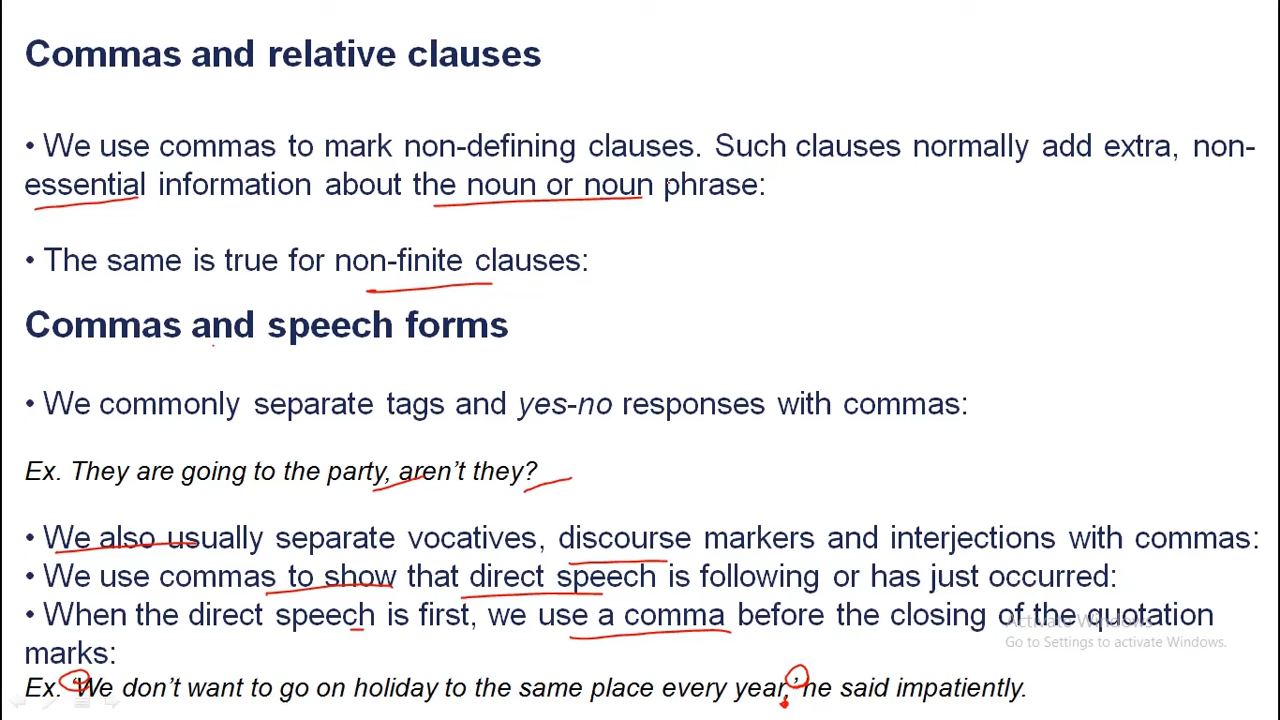 Commas and relative clauses
• We use commas to mark non-defining clauses. Such clauses normally add extra, non-
essential information about the noun or noun phrase:
• The same is true for non-finite clauses:
Commas and speech forms
• We commonly separate tags and yes-no responses with commas:
Ex. They are going to the party, aren't they?
• We also usually separate vocatives, discourse markers and interjections with commas:
• We use commas to show that direct speech is following or has just occurred:
• When the direct speech is first, we use a comma before the closing of the quotation
marks:
Activate Windows
Go to Settings to activate Windows.
Ex. 'We don't want to go on holiday to the same place every year,' he said impatiently.